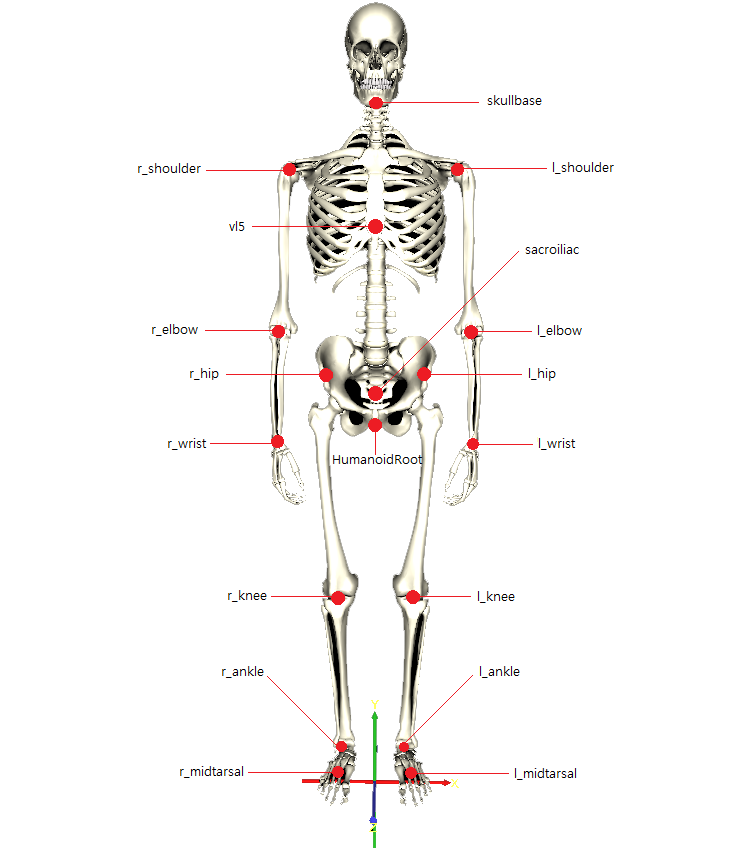 skullbase
r_shoulder
l_shoulder
vl5
sacroiliac
r_elbow
l_elbow
r_hip
l_hip
r_wrist
l_wrist
HumanoidRoot
r_knee
l_knee
r_ankle
l_ankle
Y
r_midtarsal
l_midtarsal
X
Z